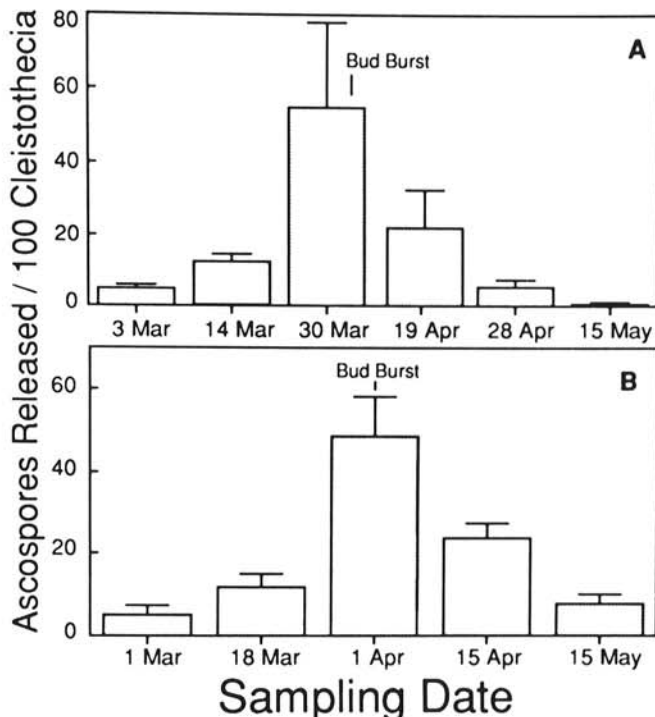 Ascospores Released / 100 Cleistothecia
80
60
40
20
0
A
Bud Burst
3 Mar 14 Mar 30 Mar 19 Apr 28 Apr 15 May
60
40
20
0
B
Bud Burst
1 Mar 18 Mar 1 Apr 15 Apr 15 May
Sampling Date